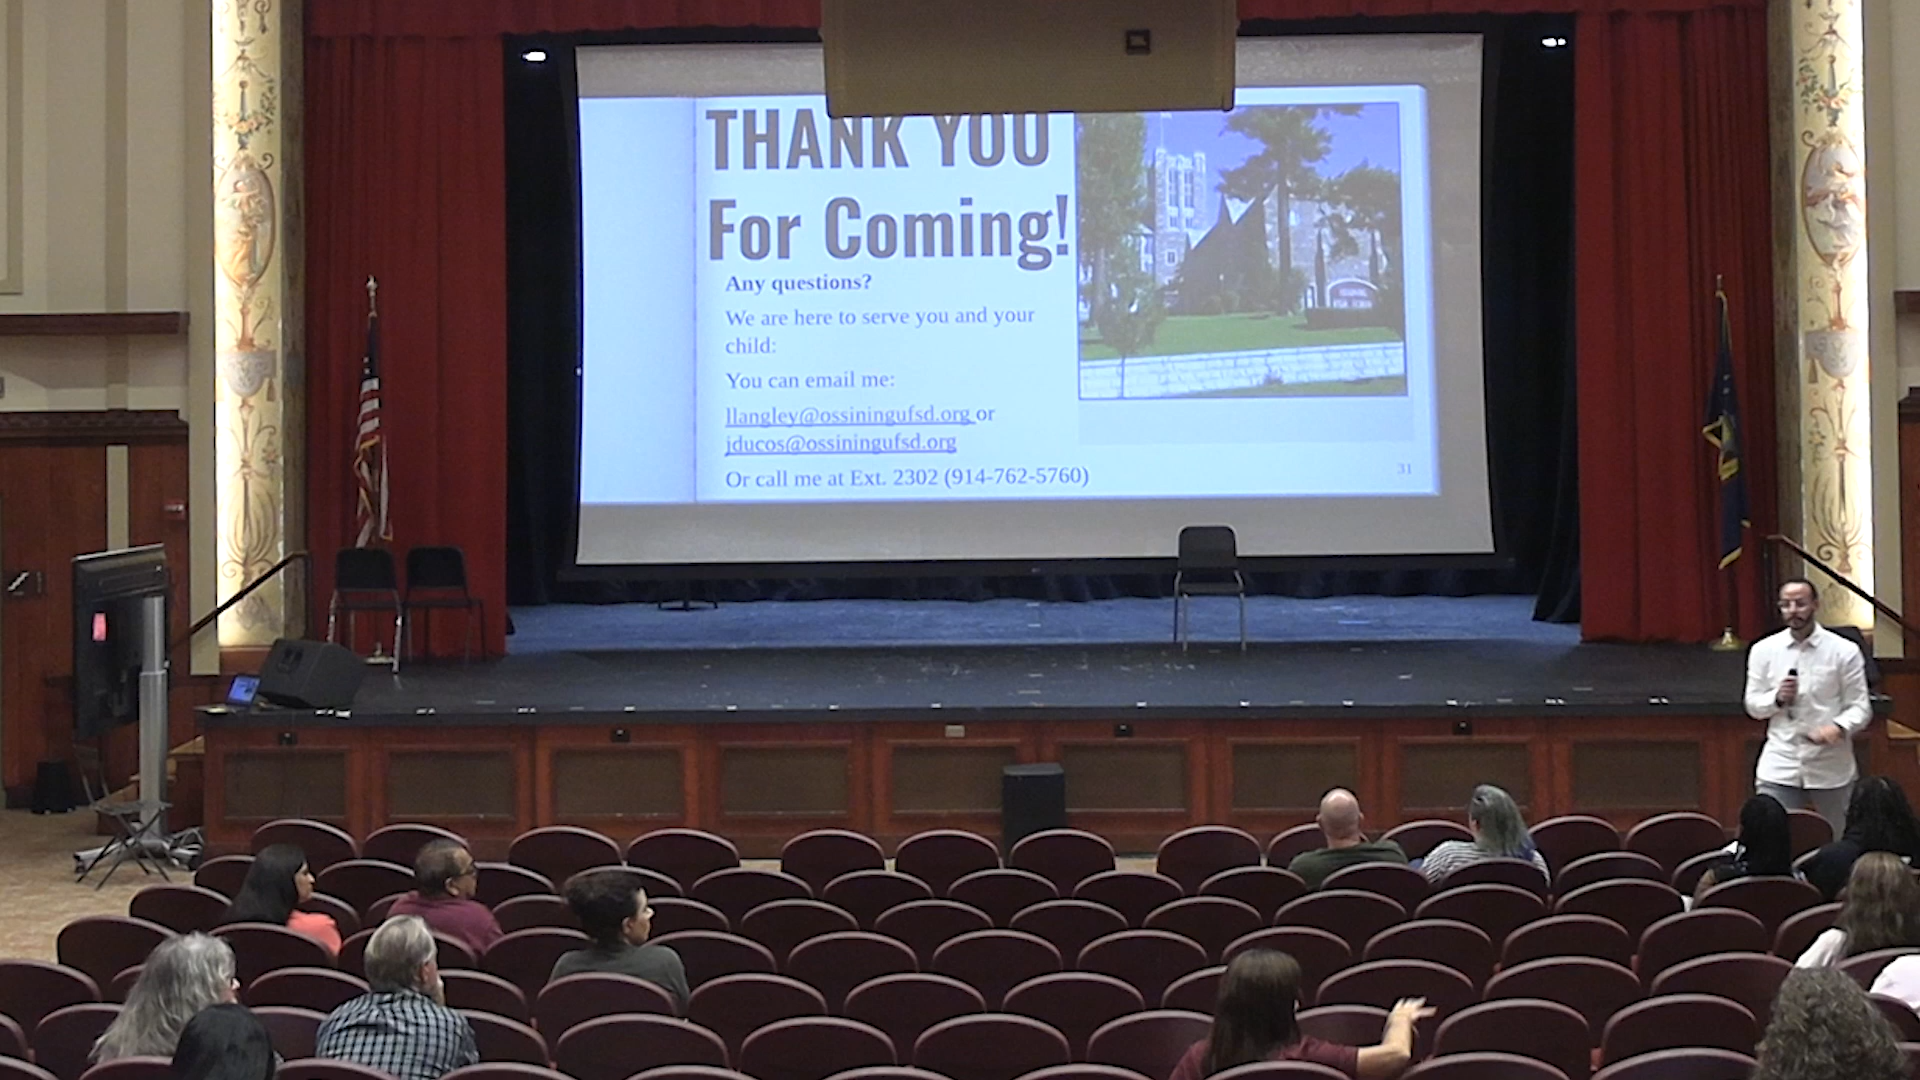 THANK YOU
For Coming!
Any questions?
We are here to serve you and your
child:
You can email me:
llangley@ossiningufsd.org or
jducos@ossiningufsd.org
Or call me at Ext. 2302 (914-762-5760)
31